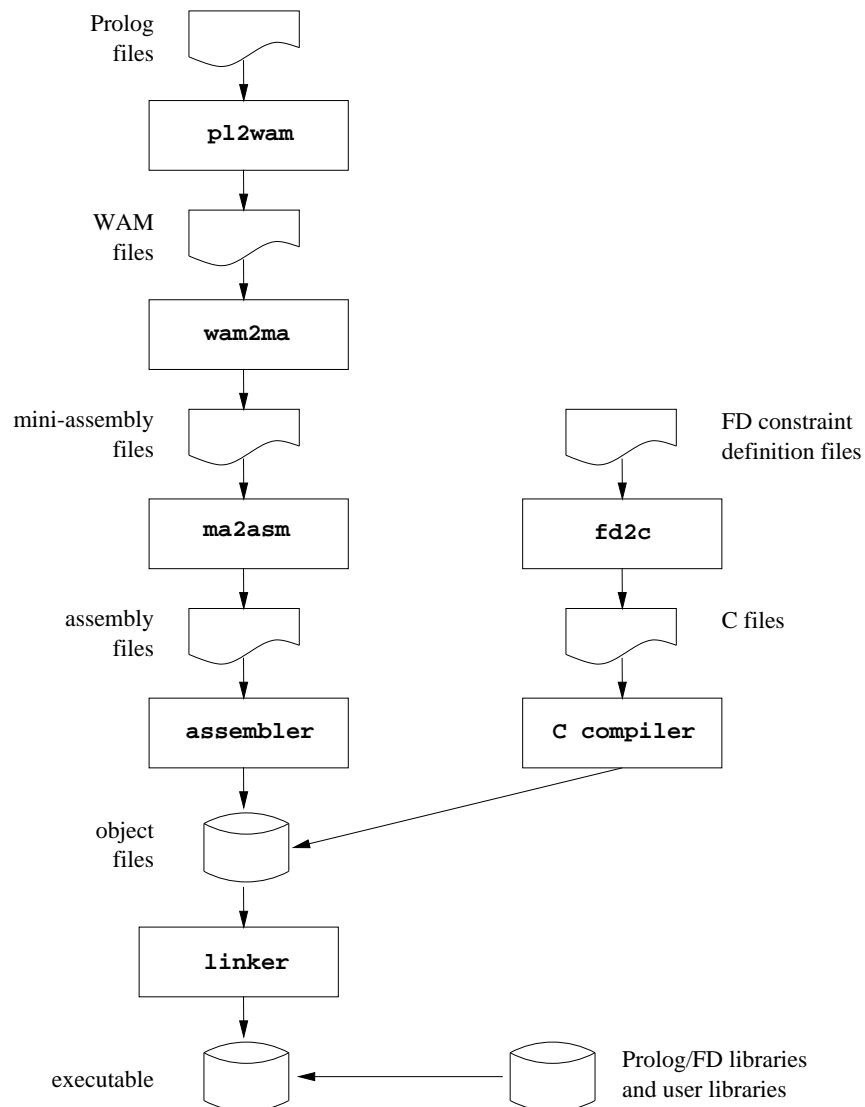 Prolog
files
pl2wam
WAM
files
wam2ma
mini-assembly
files
FD constraint
definition files
ma2asm
fd2c
assembly
files
C files
assembler
C compiler
object
files
linker
executable
Prolog/FD libraries
and user libraries